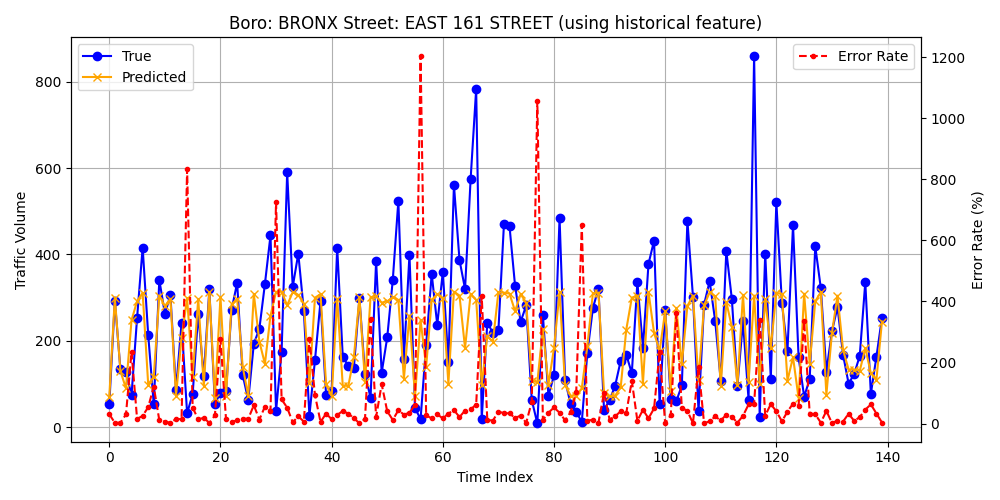 Boro: BRONX Street: EAST 161 STREET (using historical feature)
True
Predicted
Error Rate
Traffic Volume
800
600
400
200
0
1200
1000
800
600
400
200
0
Error Rate (%)
0 20 40 60 80 100 120 140
Time Index